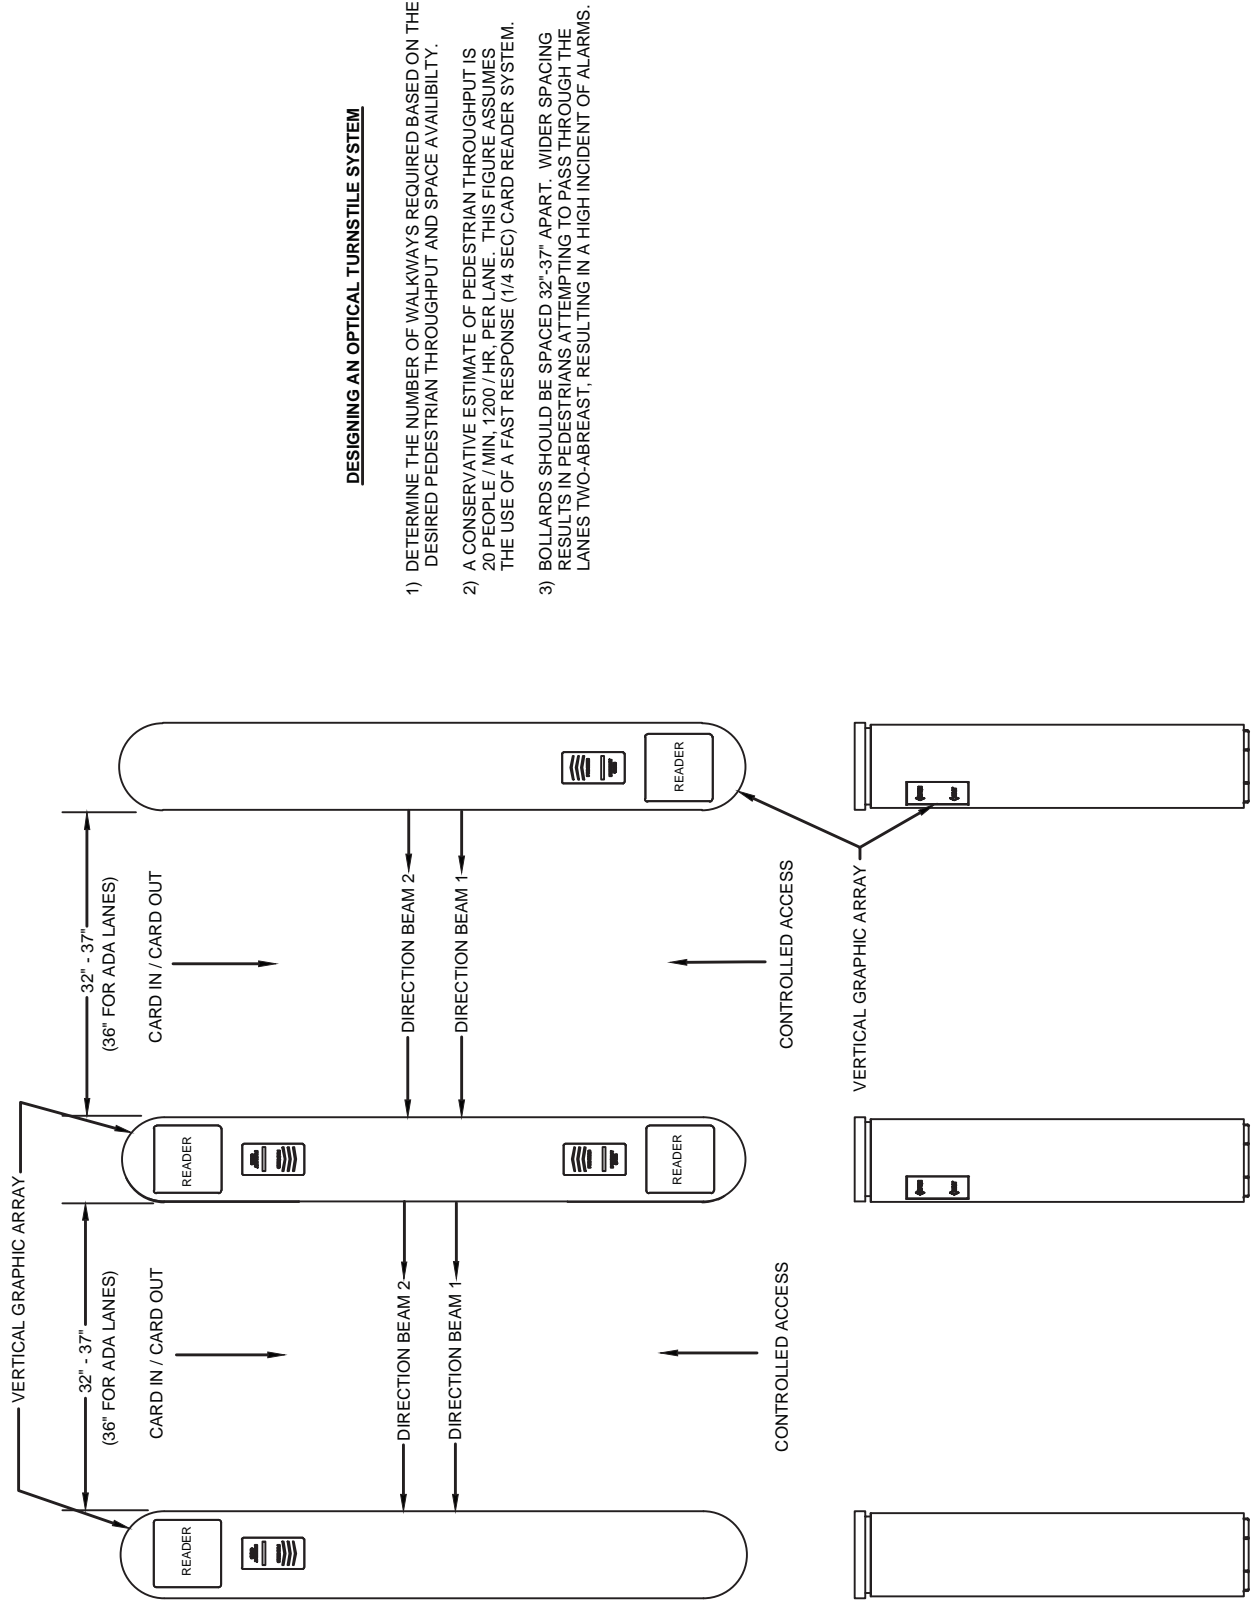 DESIGNING AN OPTICAL TURNSTILE SYSTEM
1) DETERMINE THE NUMBER OF WALKWAYS REQUIRED BASED ON THE
DESIRED PEDESTRIAN THROUGHPUT AND SPACE AVAILIBILTY.
2) A CONSERVATIVE ESTIMATE OF PEDESTRIAN THROUGHPUT IS
20 PEOPLE / MIN, 1200 / HR, PER LANE. THIS FIGURE ASSUMES
THE USE OF A FAST RESPONSE (1/4 SEC) CARD READER SYSTEM.
3) BOLLARDS SHOULD BE SPACED 32"-37" APART. WIDER SPACING
RESULTS IN PEDESTRIANS ATTEMPTING TO PASS THROUGH THE
LANES TWO-ABREAST, RESULTING IN A HIGH INCIDENT OF ALARMS.
VERTICAL GRAPHIC ARRAY
32" - 37"
(36" FOR ADA LANES)
CARD IN / CARD OUT
32" - 37"
(36" FOR ADA LANES)
CARD IN / CARD OUT
READER
READER
DIRECTION BEAM 2
DIRECTION BEAM 1
DIRECTION BEAM 2
DIRECTION BEAM 1
READER
READER
CONTROLLED ACCESS
CONTROLLED ACCESS
VERTICAL GRAPHIC ARRAY